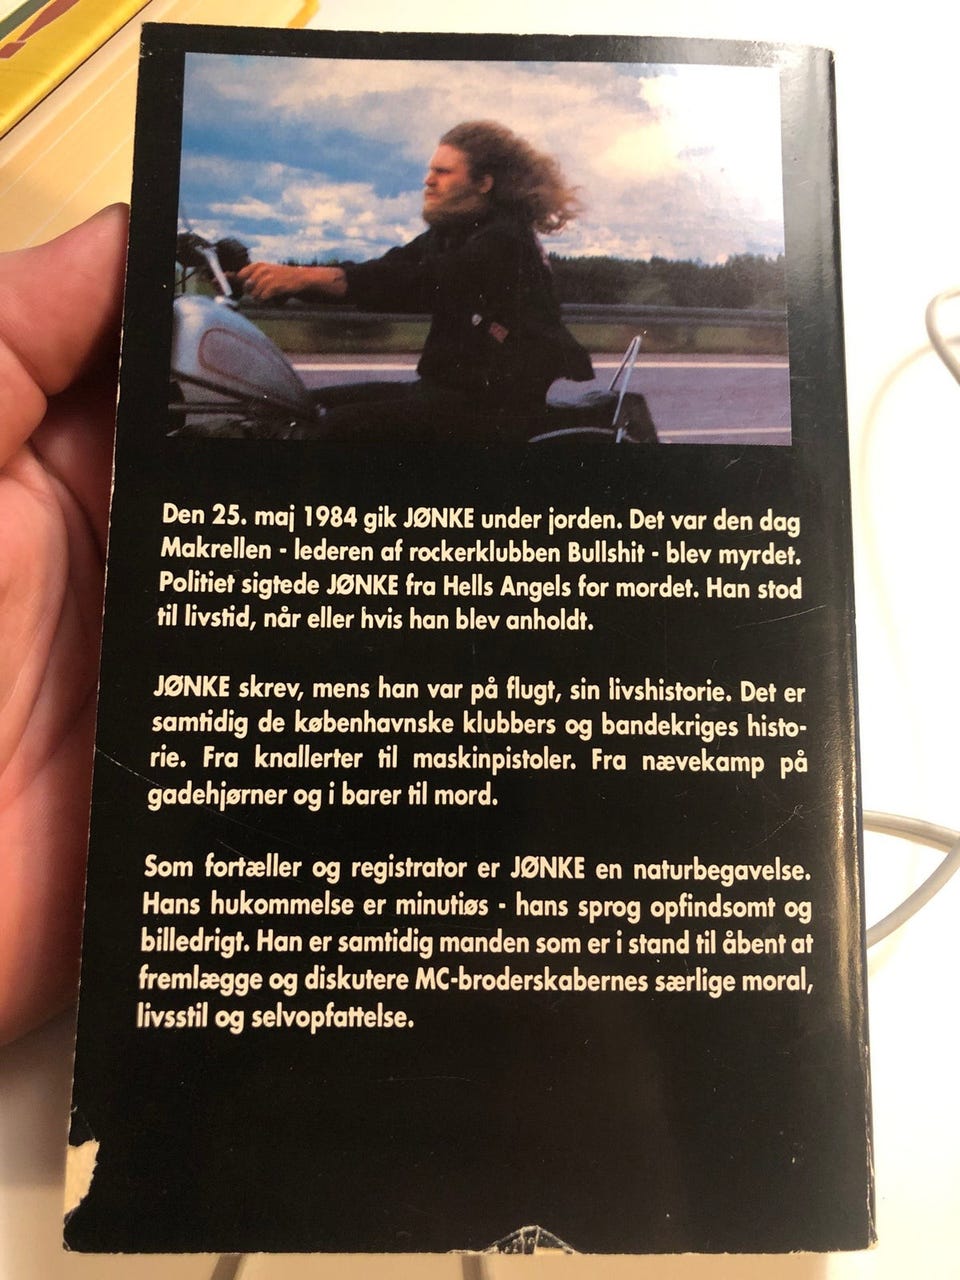 Den 25. maj 1984 gik JØNKE under jorden. Det var den dag
Makrellen - lederen af rockerklubben Bullshit - blev myrdet.
Politiet sigtede JØNKE fra Hells Angels for mordet. Han stod
til livstid, når eller hvis han blev anholdt.
JØNKE skrev, mens han var på flugt, sin livshistorie. Det er
samtidig de københavnske klubbers og bandekriges histo-
rie. Fra knallerter til maskinpistoler. Fra nævekamp på
gadehjørner og i barer til mord.
Som fortæller og registrator er JØNKE en naturbegavelse.
Hans hukommelse er minutiøs - hans sprog opfindsomt og
billedrigt. Han er samtidig manden som er i stand til åbent at
fremlægge og diskutere MC-broderskabernes særlige moral,
livsstil og selvopfattelse.